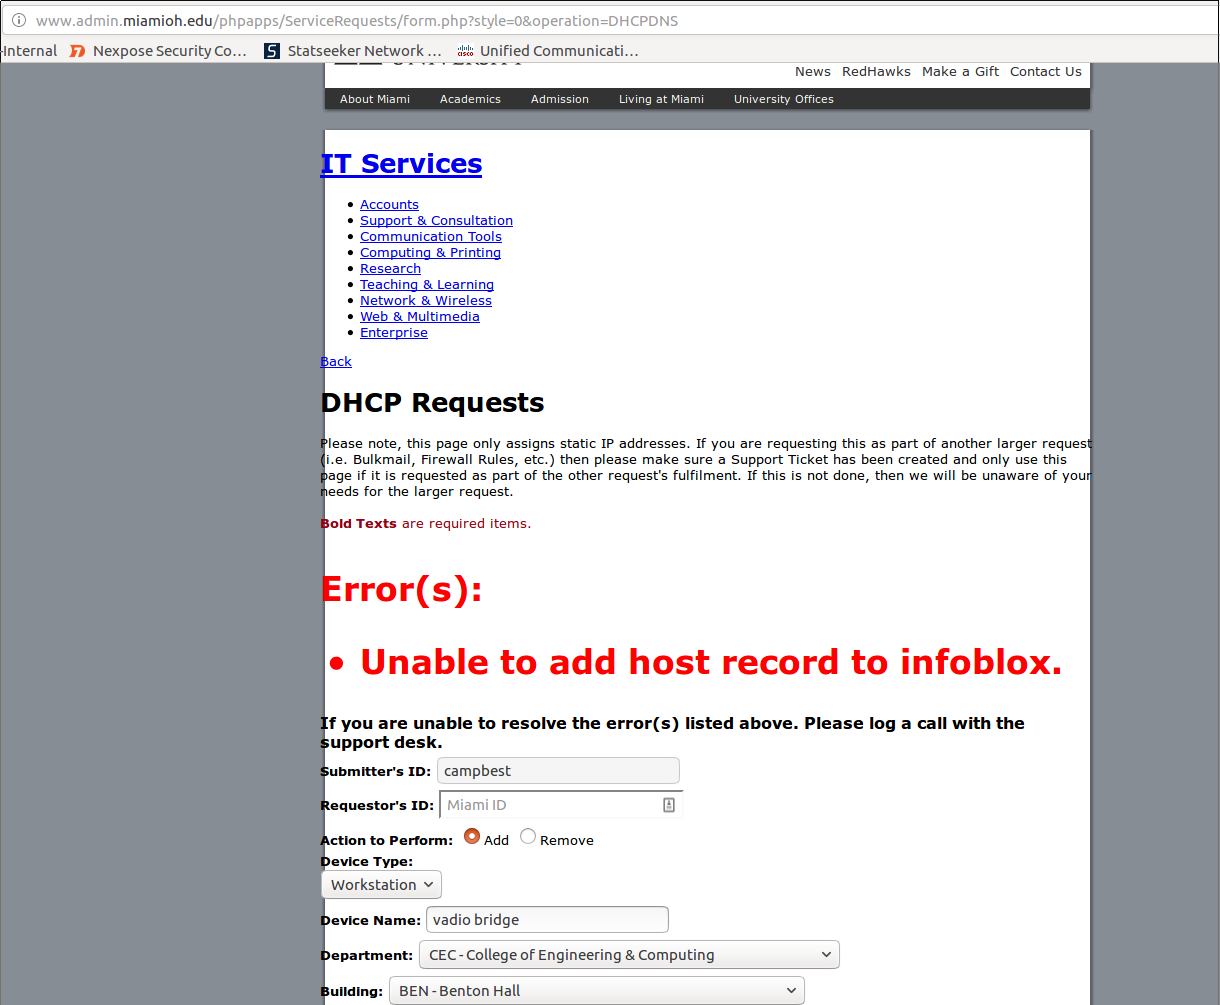 www.admin.miamioh.edu/phpapps/ServiceRequests/form.php?style=0&operation=DHCPDNS
-Internal Nexpose Security Co... Statseeker Network ... Unified Communicati...
UNIVERSITY
News RedHawks Make a Gift Contact Us
About Miami Academics Admission Living at Miami University Offices
IT Services
• Accounts
• Support & Consultation
• Communication Tools
• Computing & Printing
• Research
• Teaching & Learning
• Network & Wireless
• Web & Multimedia
• Enterprise
Back
DHCP Requests
Please note, this page only assigns static IP addresses. If you are requesting this as part of another larger request
(i.e. Bulkmail, Firewall Rules, etc.) then please make sure a Support Ticket has been created and only use this
page if it is requested as part of the other request's fulfilment. If this is not done, then we will be unaware of your
needs for the larger request.
Bold Texts are required items.
Error(s):
• Unable to add host record to infoblox.
If you are unable to resolve the error(s) listed above. Please log a call with the
support desk.
Submitter's ID: campbest
Requestor's ID: Miami ID
Action to Perform: Add Remove
Device Type:
Workstation
Device Name: vadio bridge
Department: CEC - College of Engineering & Computing
Building: BEN - Benton Hall